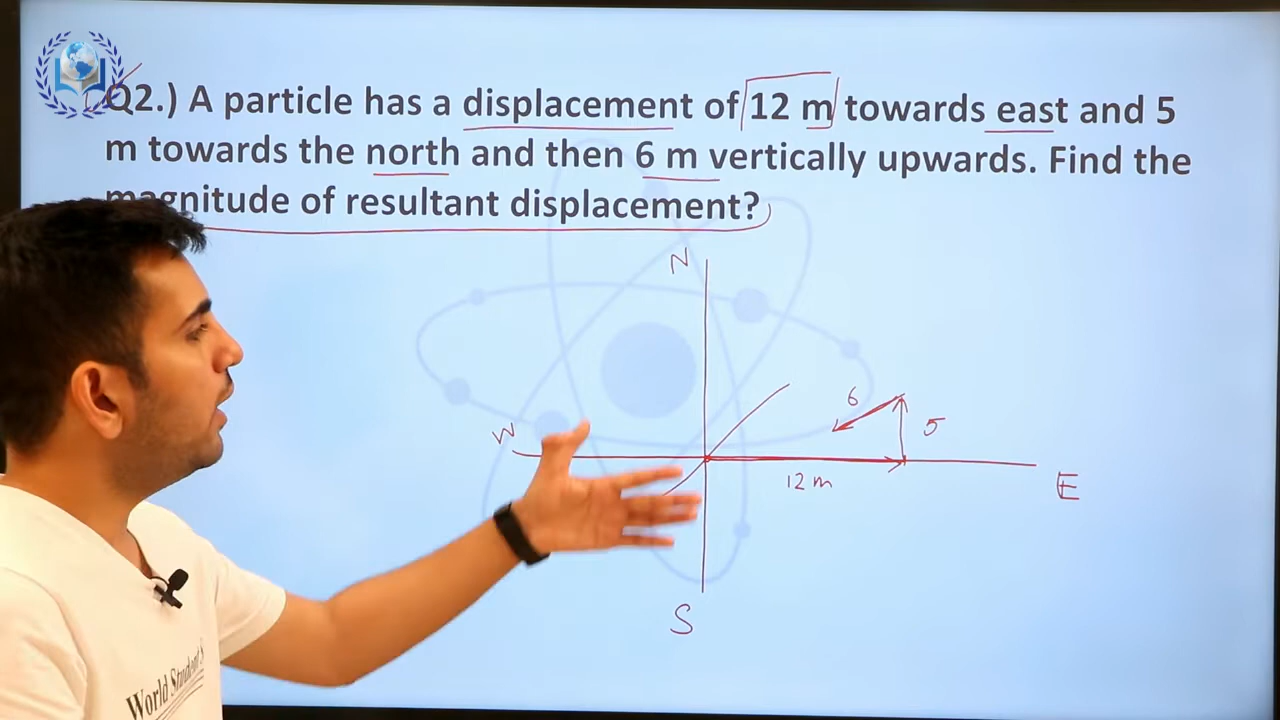 Q2.) A particle has a displacement of 12 m towards east and 5
m towards the north and then 6 m vertically upwards. Find the
magnitude of resultant displacement?
N
6
W
5
12 m
E
S
World Student's